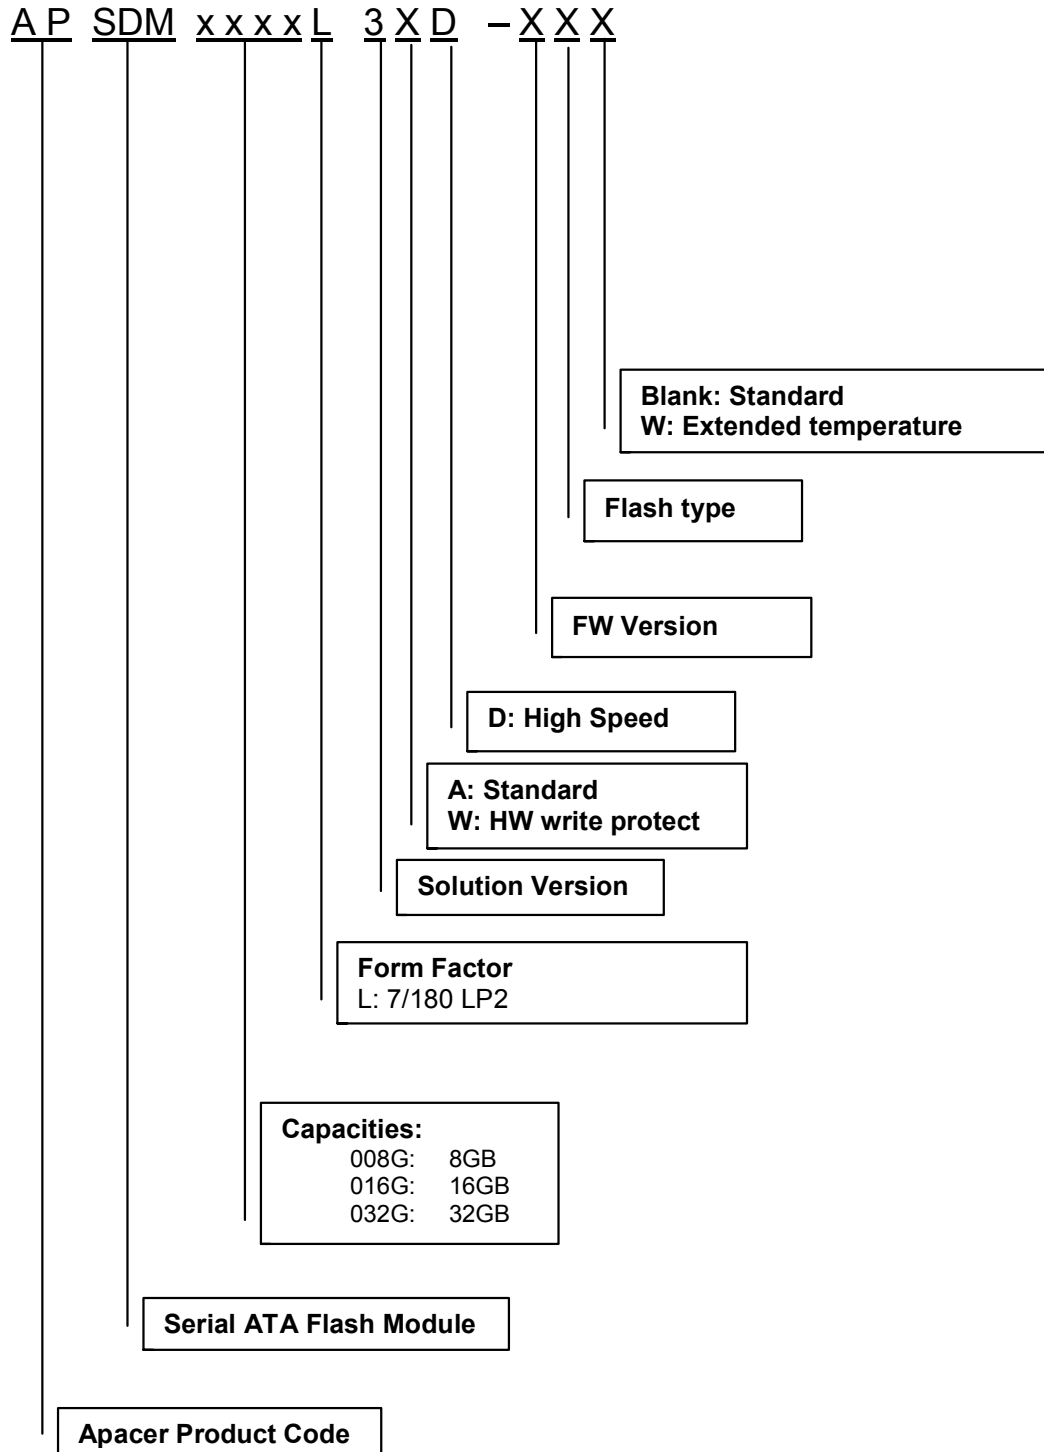 A P SDM x x x x L 3 X D – X X X
Blank: Standard
W: Extended temperature
Flash type
FW Version
D: High Speed
A: Standard
W: HW write protect
Solution Version
Form Factor
L: 7/180 LP2
Capacities:
008G: 8GB
016G: 16GB
032G: 32GB
Serial ATA Flash Module
Apacer Product Code